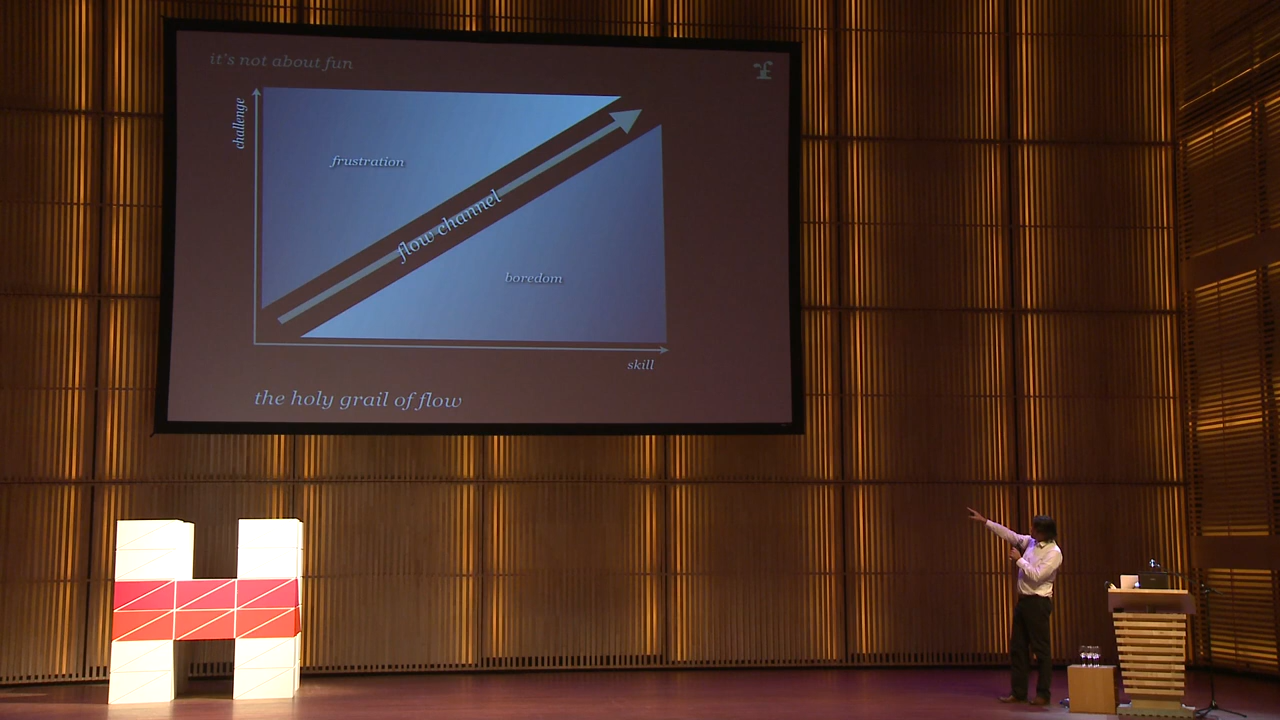 it's not about fun
challenge
frustration
flow channel
boredom
skill
the holy grail of flow
H